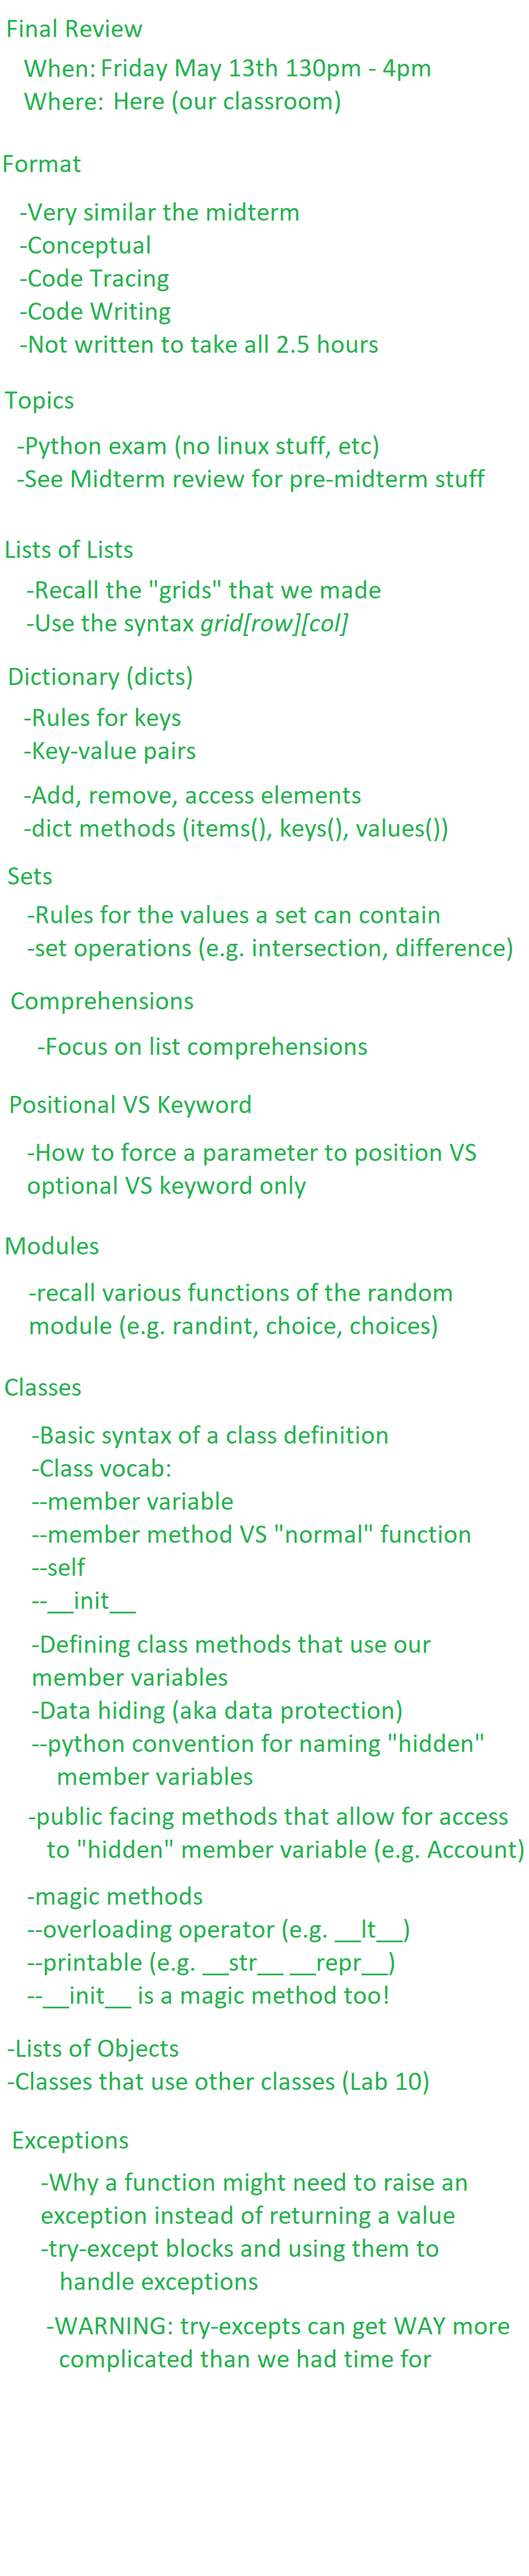 Final Review
When: Friday May 13th 130pm - 4pm
Where: Here (our classroom)
Format
-Very similar the midterm
-Conceptual
-Code Tracing
-Code Writing
-Not written to take all 2.5 hours
Topics
-Python exam (no linux stuff, etc)
-See Midterm review for pre-midterm stuff
Lists of Lists
-Recall the "grids" that we made
-Use the syntax grid[row][col]
Dictionary (dicts)
-Rules for keys
-Key-value pairs
-Add, remove, access elements
-dict methods (items(), keys(), values())
Sets
-Rules for the values a set can contain
-set operations (e.g. intersection, difference)
Comprehensions
-Focus on list comprehensions
Positional VS Keyword
-How to force a parameter to position VS
optional VS keyword only
Modules
-recall various functions of the random
module (e.g. randint, choice, choices)
Classes
-Basic syntax of a class definition
-Class vocab:
--member variable
--member method VS "normal" function
--self
--__init__
-Defining class methods that use our
member variables
-Data hiding (aka data protection)
--python convention for naming "hidden"
member variables
-public facing methods that allow for access
to "hidden" member variable (e.g. Account)
-magic methods
--overloading operator (e.g. __lt__)
--printable (e.g. __str__ __repr__)
--__init__ is a magic method too!
-Lists of Objects
-Classes that use other classes (Lab 10)
Exceptions
-Why a function might need to raise an
exception instead of returning a value
-try-except blocks and using them to
handle exceptions
-WARNING: try-excepts can get WAY more
complicated than we had time for